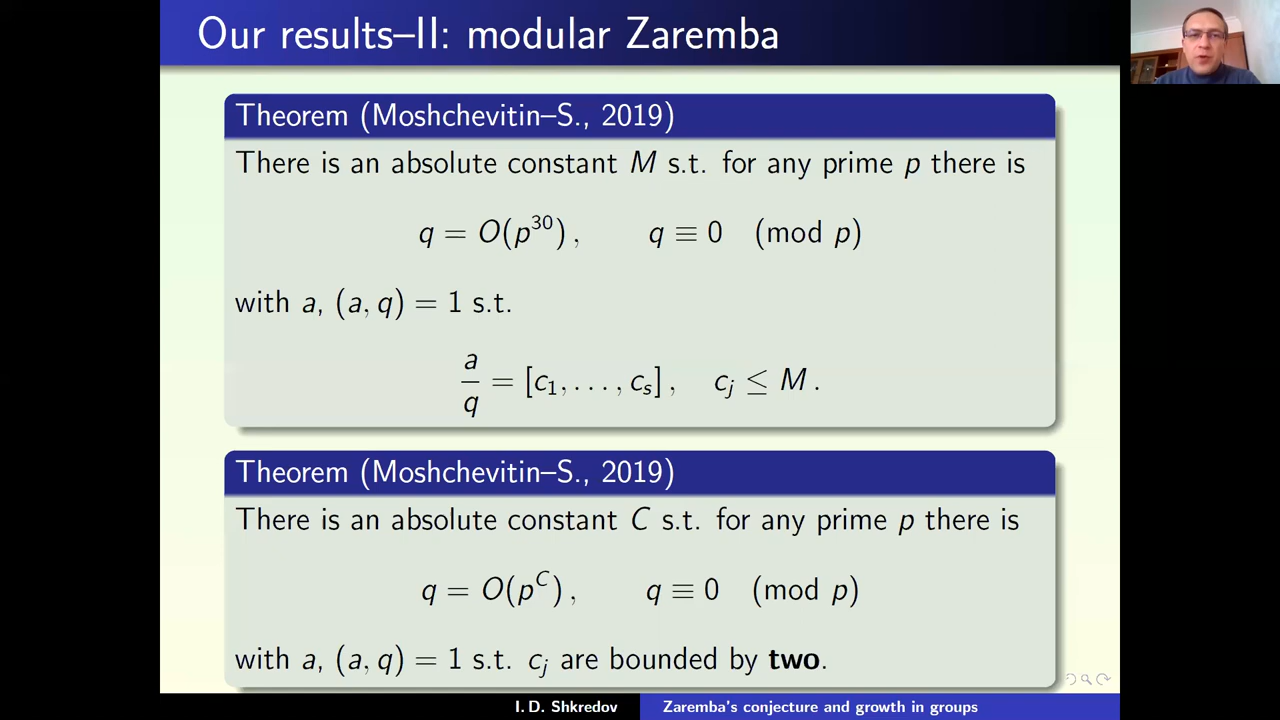 Our results–II: modular Zaremba
Theorem (Moshchevitin–S., 2019)
There is an absolute constant M s.t. for any prime p there is
q = O(p^30), q ≡ 0 (mod p)
with a, (a, q) = 1 s.t.
a/q = [c_1, . . . , c_s], c_j ≤ M.
Theorem (Moshchevitin–S., 2019)
There is an absolute constant C s.t. for any prime p there is
q = O(p^C), q ≡ 0 (mod p)
with a, (a, q) = 1 s.t. c_j are bounded by two.
I. D. Shkredov Zaremba's conjecture and growth in groups